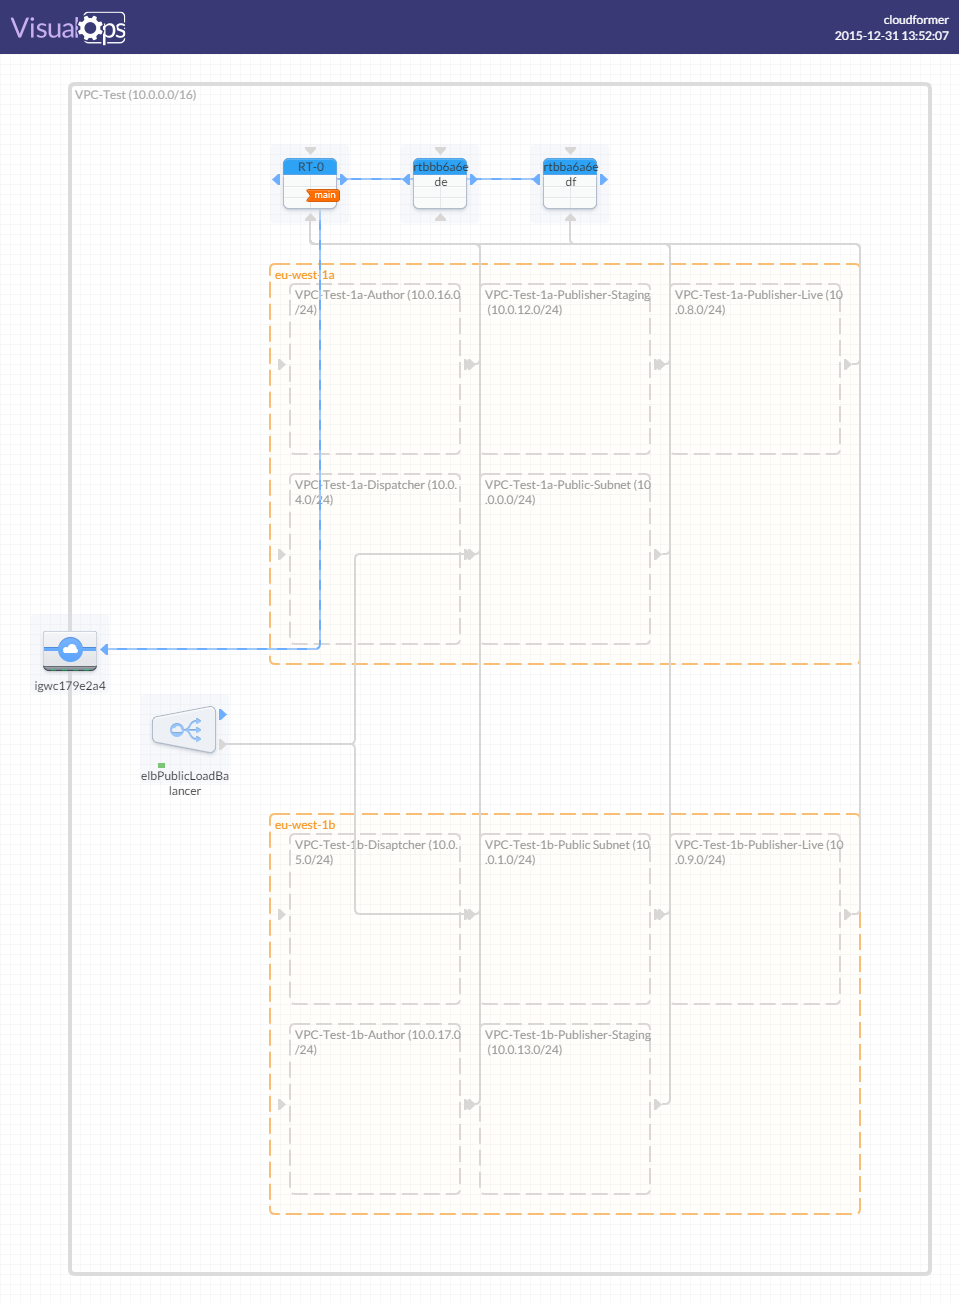 VisualOps
cloudformer
2015-12-31 13:52:07
VPC-Test (10.0.0.0/16)
RT-0
main
rtbbb6a6e
de
rtbba6a6e
df
eu-west-1a
VPC-Test-1a-Author (10.0.16.0
/24)
VPC-Test-1a-Publisher-Staging
(10.0.12.0/24)
VPC-Test-1a-Publisher-Live (10
.0.8.0/24)
VPC-Test-1a-Dispatcher (10.0.
4.0/24)
VPC-Test-1a-Public-Subnet (10
.0.0.0/24)
igwc179e2a4
elbPublicLoadBa
lancer
eu-west-1b
VPC-Test-1b-Disaptcher (10.0.
5.0/24)
VPC-Test-1b-Public Subnet (10
.0.1.0/24)
VPC-Test-1b-Publisher-Live (10
.0.9.0/24)
VPC-Test-1b-Author (10.0.17.0
/24)
VPC-Test-1b-Publisher-Staging
(10.0.13.0/24)